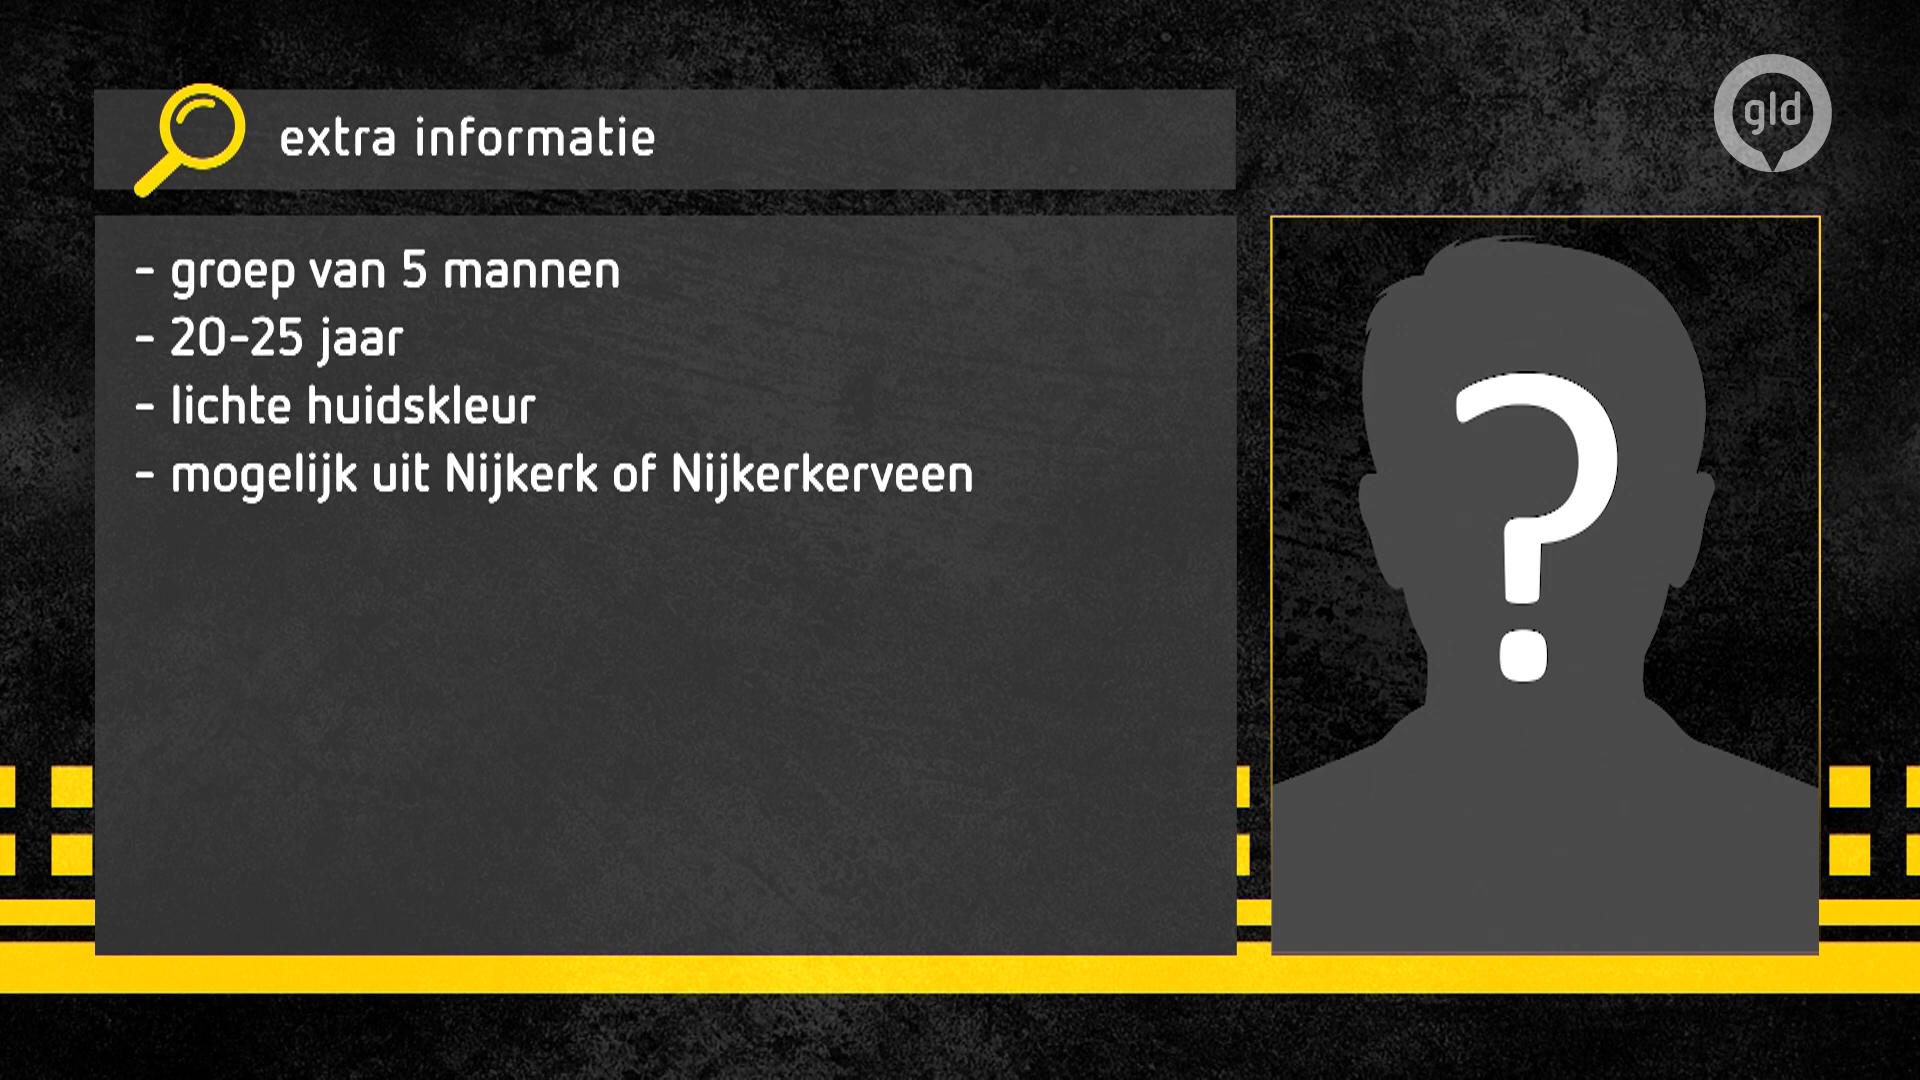 gld
extra informatie
- groep van 5 mannen
- 20-25 jaar
- lichte huidskleur
- mogelijk uit Nijkerk of Nijkerkerveen
?